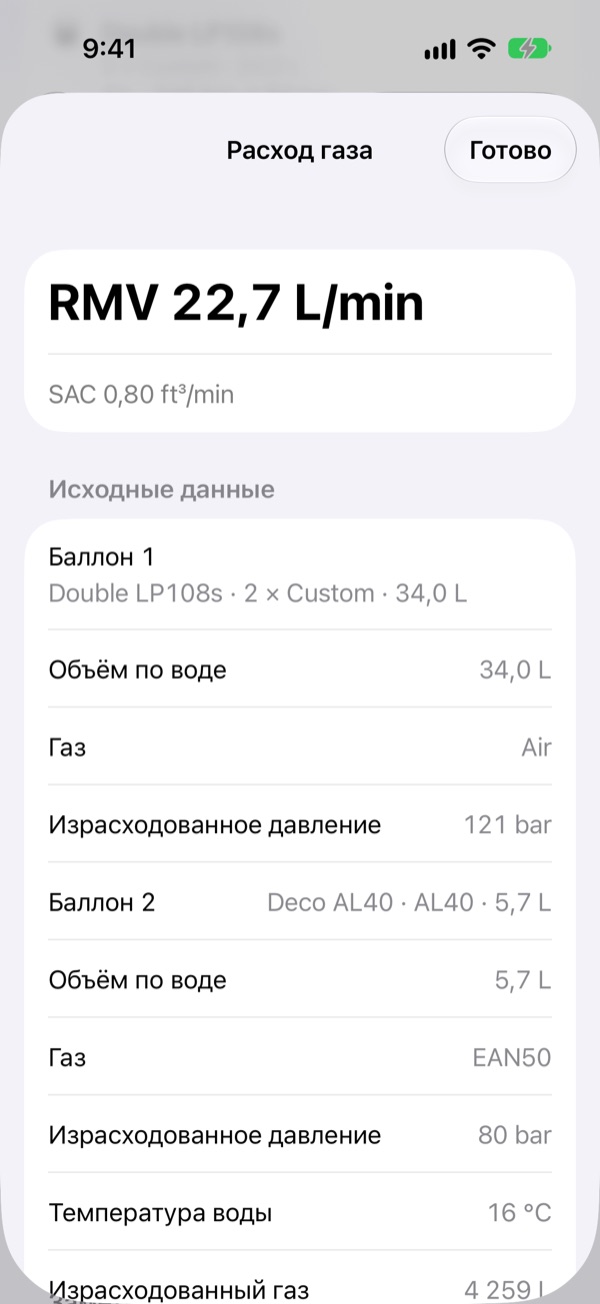 9:41
Расход газа
Готово
RMV 22,7 L/min
SAC 0,80 ft³/min
Исходные данные
Баллон 1
Double LP108s · 2 × Custom · 34,0 L
Объём по воде 34,0 L
Газ Air
Израсходованное давление 121 bar
Баллон 2 Deco AL40 · AL40 · 5,7 L
Объём по воде 5,7 L
Газ EAN50
Израсходованное давление 80 bar
Температура воды 16 °C
Израсходованный газ 4 259 L